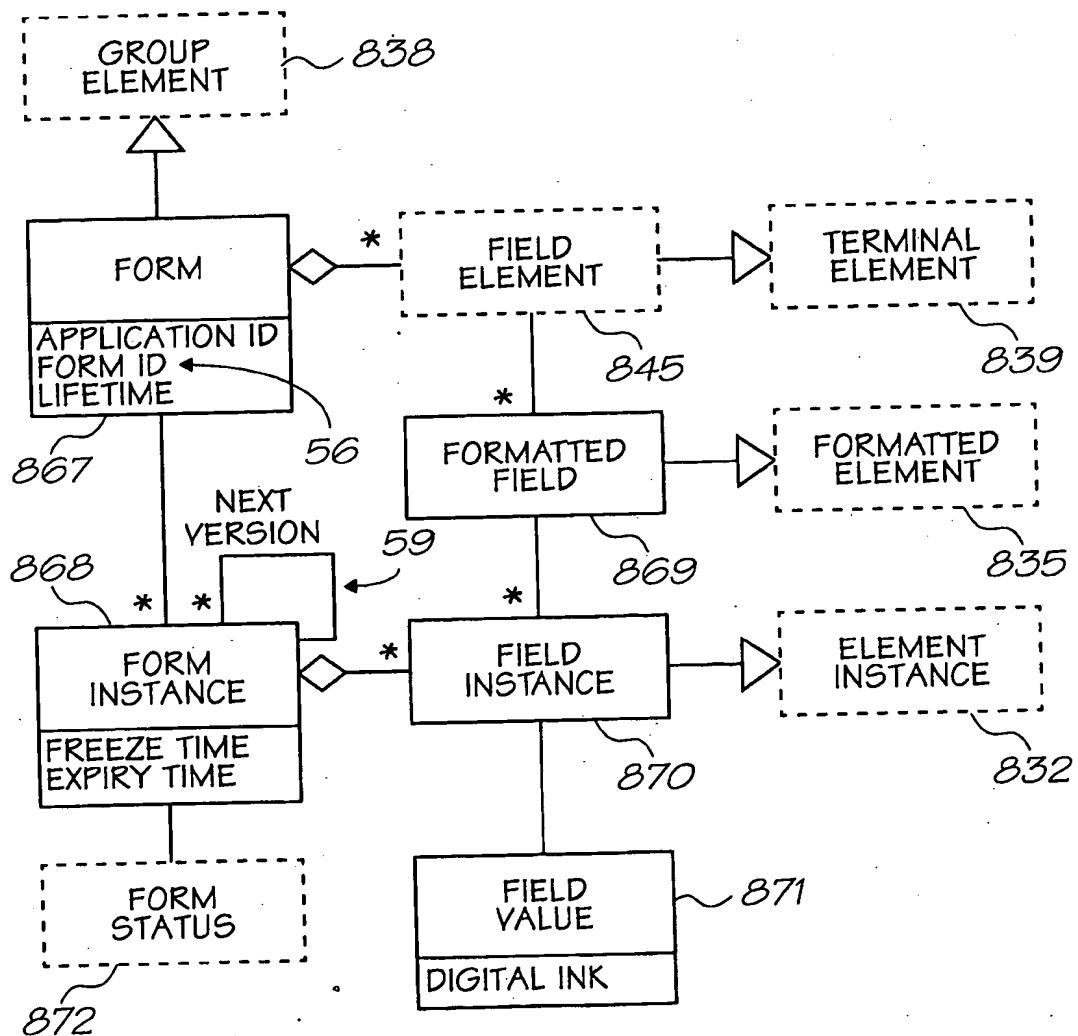 GROUP
ELEMENT
838
FORM
APPLICATION ID
FORM ID
LIFETIME
867
56
*
FIELD
ELEMENT
845
TERMINAL
ELEMENT
839
*
FORMATTED
FIELD
869
FORMATTED
ELEMENT
835
NEXT
VERSION
59
868
*
*
FORM
INSTANCE
FREEZE TIME
EXPIRY TIME
*
*
FIELD
INSTANCE
870
ELEMENT
INSTANCE
832
FORM
STATUS
872
FIELD
VALUE
DIGITAL INK
871